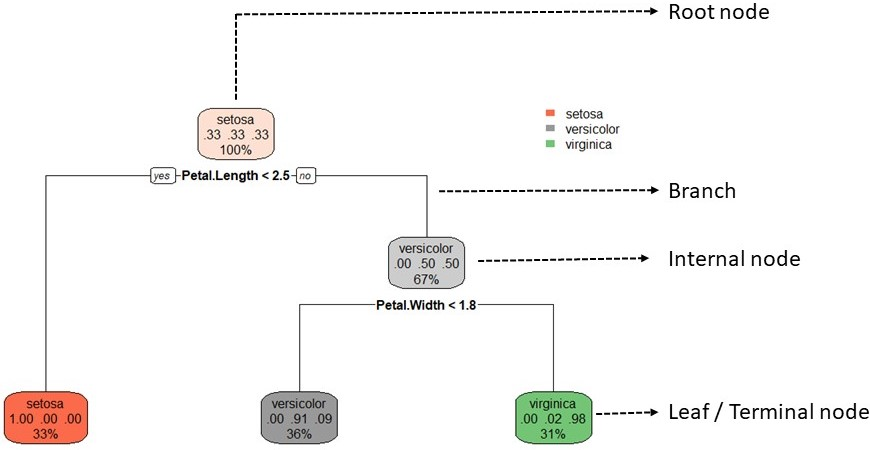 Root node
setosa
.33 .33 .33
100%
setosa
versicolor
virginica
yes Petal.Length < 2.5 no
Branch
versicolor
.00 .50 .50
67%
Internal node
Petal.Width < 1.8
setosa
1.00 .00 .00
33%
versicolor
.00 .91 .09
36%
virginica
.00 .02 .98
31%
Leaf / Terminal node